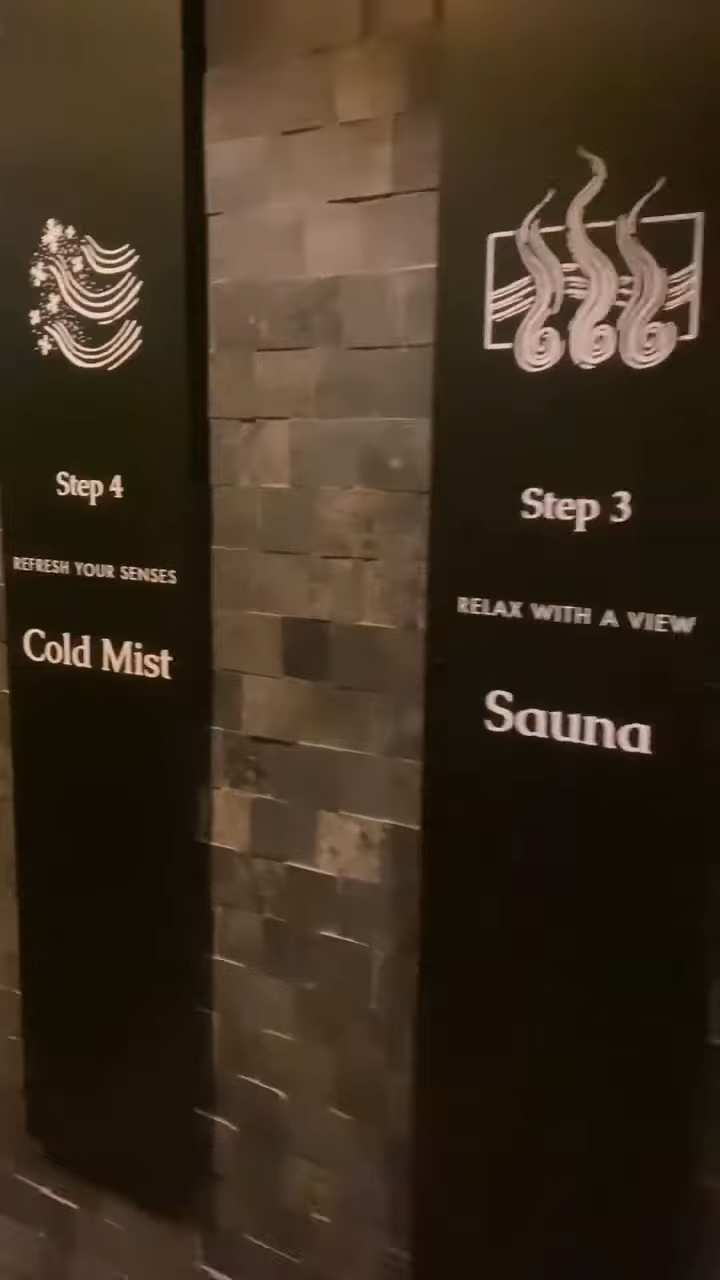 Step 4
REFRESH YOUR SENSES
Cold Mist
Step 3
RELAX WITH A VIEW
Sauna